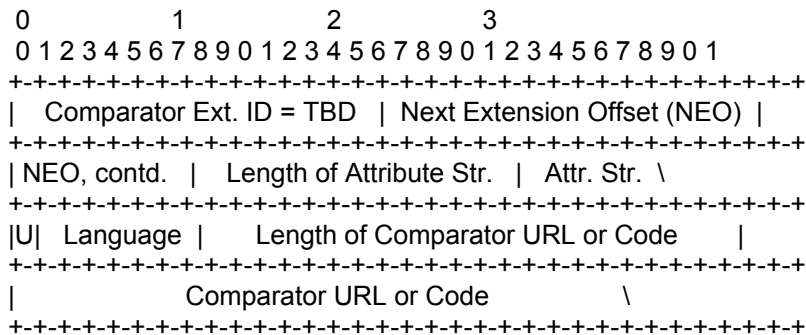 0 1 2 3
0 1 2 3 4 5 6 7 8 9 0 1 2 3 4 5 6 7 8 9 0 1 2 3 4 5 6 7 8 9 0 1
+-+-+-+-+-+-+-+-+-+-+-+-+-+-+-+-+-+-+-+-+-+-+-+-+-+-+-+-+-+-+-+-+
| Comparator Ext. ID = TBD | Next Extension Offset (NEO) |
+-+-+-+-+-+-+-+-+-+-+-+-+-+-+-+-+-+-+-+-+-+-+-+-+-+-+-+-+-+-+-+-+
| NEO, contd. | Length of Attribute Str. | Attr. Str. \
+-+-+-+-+-+-+-+-+-+-+-+-+-+-+-+-+-+-+-+-+-+-+-+-+-+-+-+-+-+-+-+-+
|U| Language | Length of Comparator URL or Code |
+-+-+-+-+-+-+-+-+-+-+-+-+-+-+-+-+-+-+-+-+-+-+-+-+-+-+-+-+-+-+-+-+
| Comparator URL or Code \
+-+-+-+-+-+-+-+-+-+-+-+-+-+-+-+-+-+-+-+-+-+-+-+-+-+-+-+-+-+-+-+-+